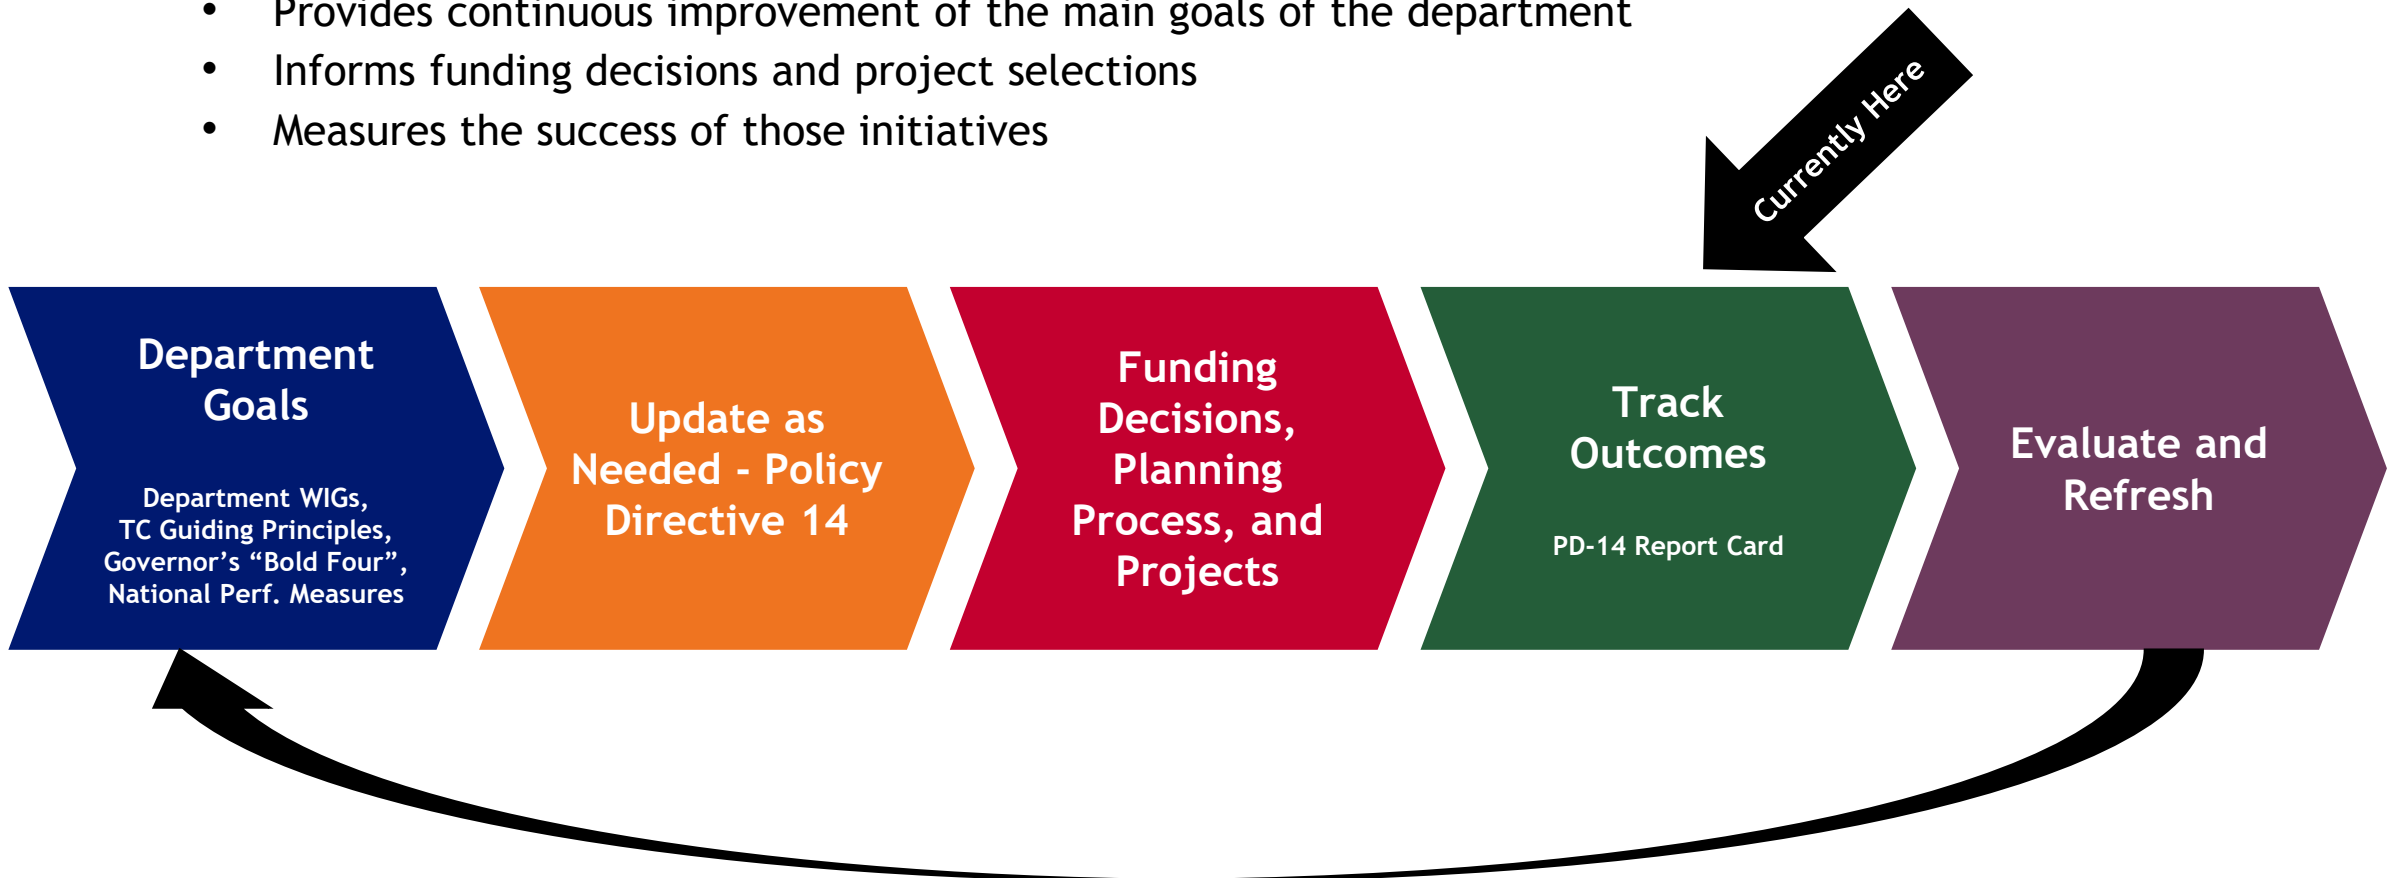 • Provides continuous improvement of the main goals of the department
• Informs funding decisions and project selections
• Measures the success of those initiatives
Currently Here
Department
Goals
Department WIGs,
TC Guiding Principles,
Governor’s “Bold Four”,
National Perf. Measures
Update as
Needed - Policy
Directive 14
Funding
Decisions,
Planning
Process, and
Projects
Track
Outcomes
PD-14 Report Card
Evaluate and
Refresh